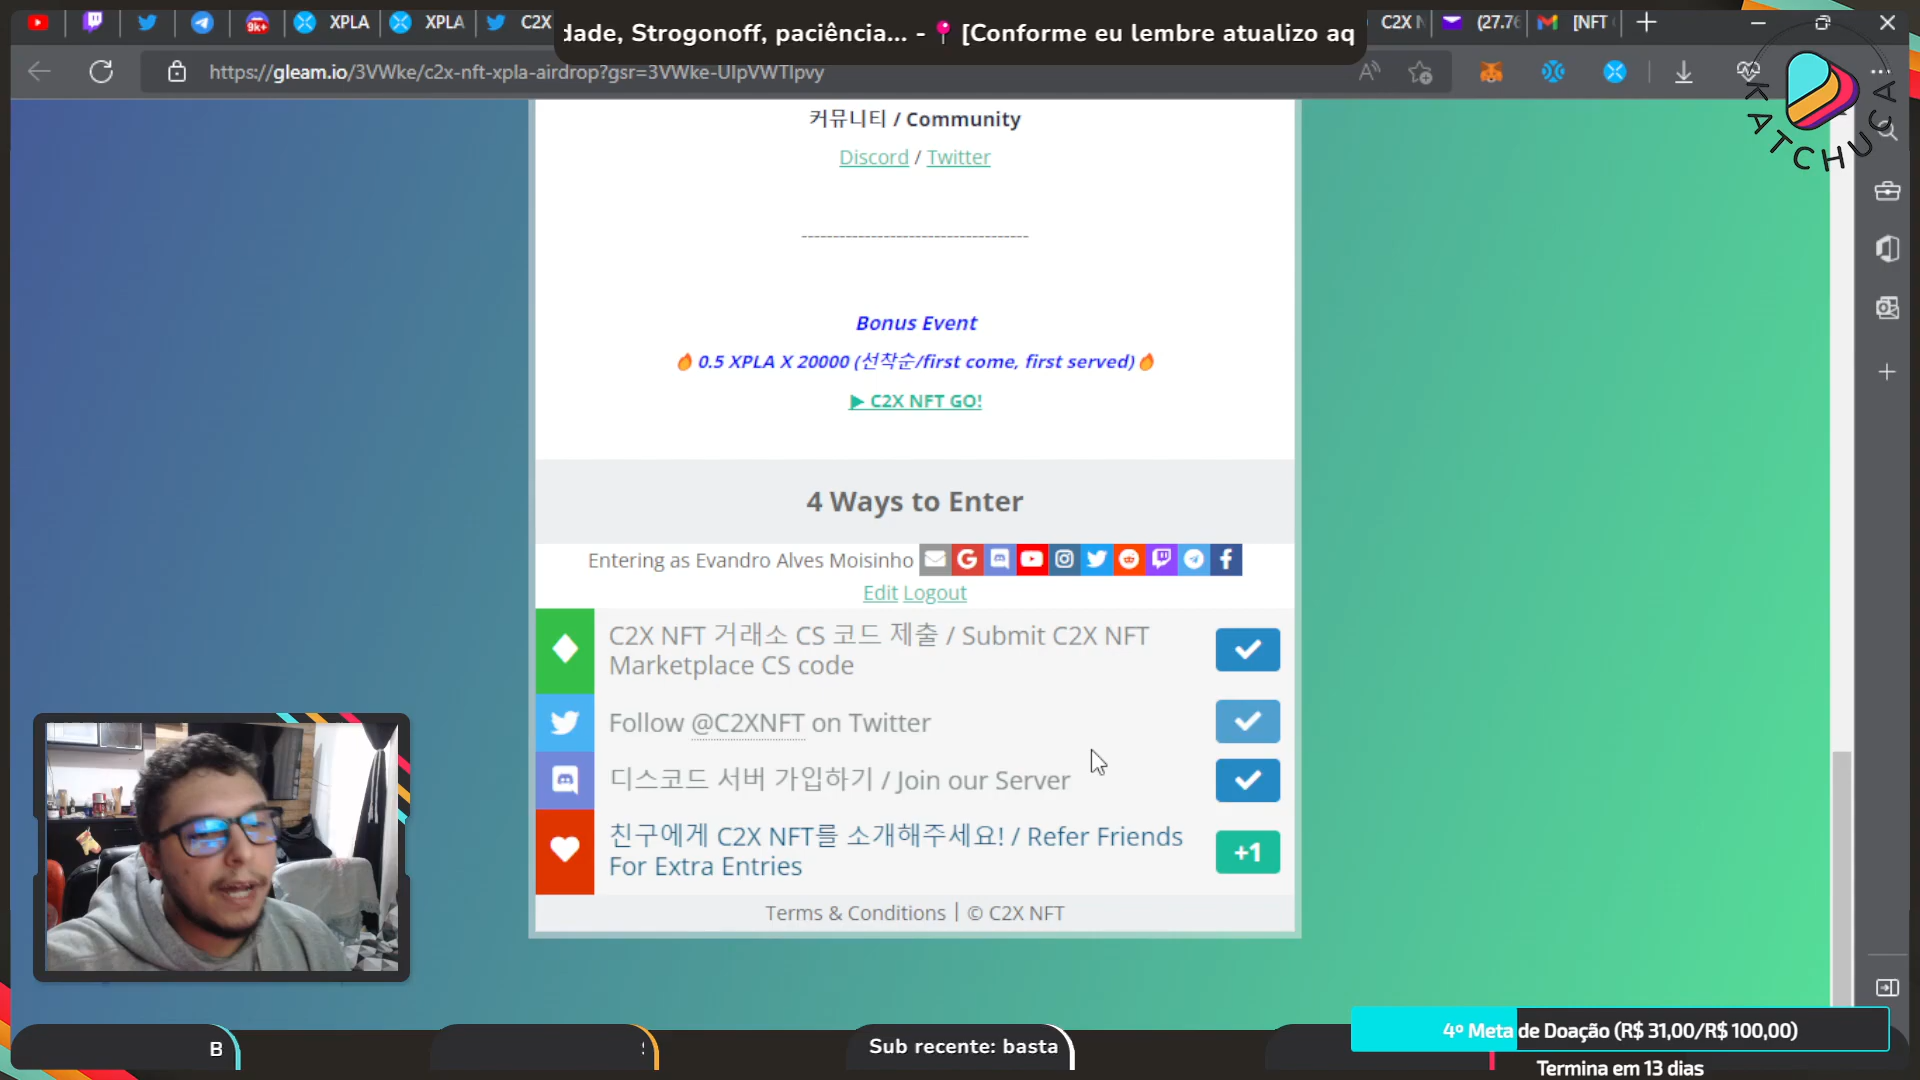 XPLA
XPLA
C2X
dade, Strogonoff, paciência... - 📍 [Conforme eu lembre atualizo aq
C2X N
(27.76
[NFT
https://gleam.io/3VWke/c2x-nft-xpla-airdrop?gsr=3VWke-UIpVWTIpvy
KATCHUCA
커뮤니티 / Community
Discord / Twitter
------------------------------------
Bonus Event
🔥 0.5 XPLA X 20000 (선착순/first come, first served)🔥
▶ C2X NFT GO!
4 Ways to Enter
Entering as Evandro Alves Moisinho
Edit Logout
C2X NFT 거래소 CS 코드 제출 / Submit C2X NFT
Marketplace CS code
Follow @C2XNFT on Twitter
디스코드 서버 가입하기 / Join our Server
친구에게 C2X NFT를 소개해주세요! / Refer Friends
For Extra Entries
+1
Terms & Conditions | © C2X NFT
B
Sub recente: basta
4º Meta de Doação (R$ 31,00/R$ 100,00)
Termina em 13 dias